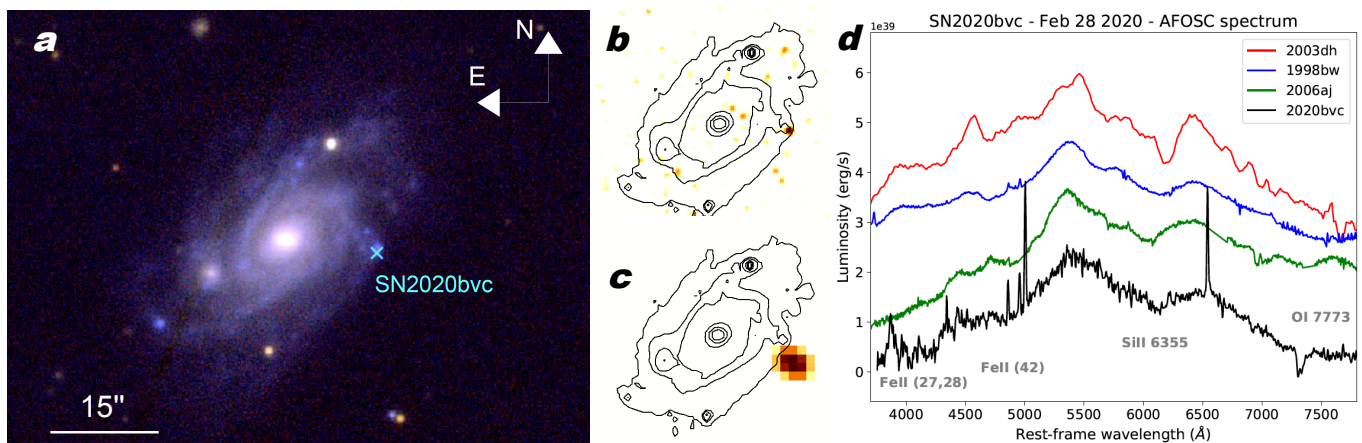 a
N
E
SN2020bvc
15"
b
c
d
SN2020bvc - Feb 28 2020 - AFOSC spectrum
1e39
2003dh
1998bw
2006aj
2020bvc
6
5
4
3
2
1
0
Luminosity (erg/s)
OI 7773
SiII 6355
FeII (42)
FeII (27,28)
4000 4500 5000 5500 6000 6500 7000 7500
Rest-frame wavelength (Å)